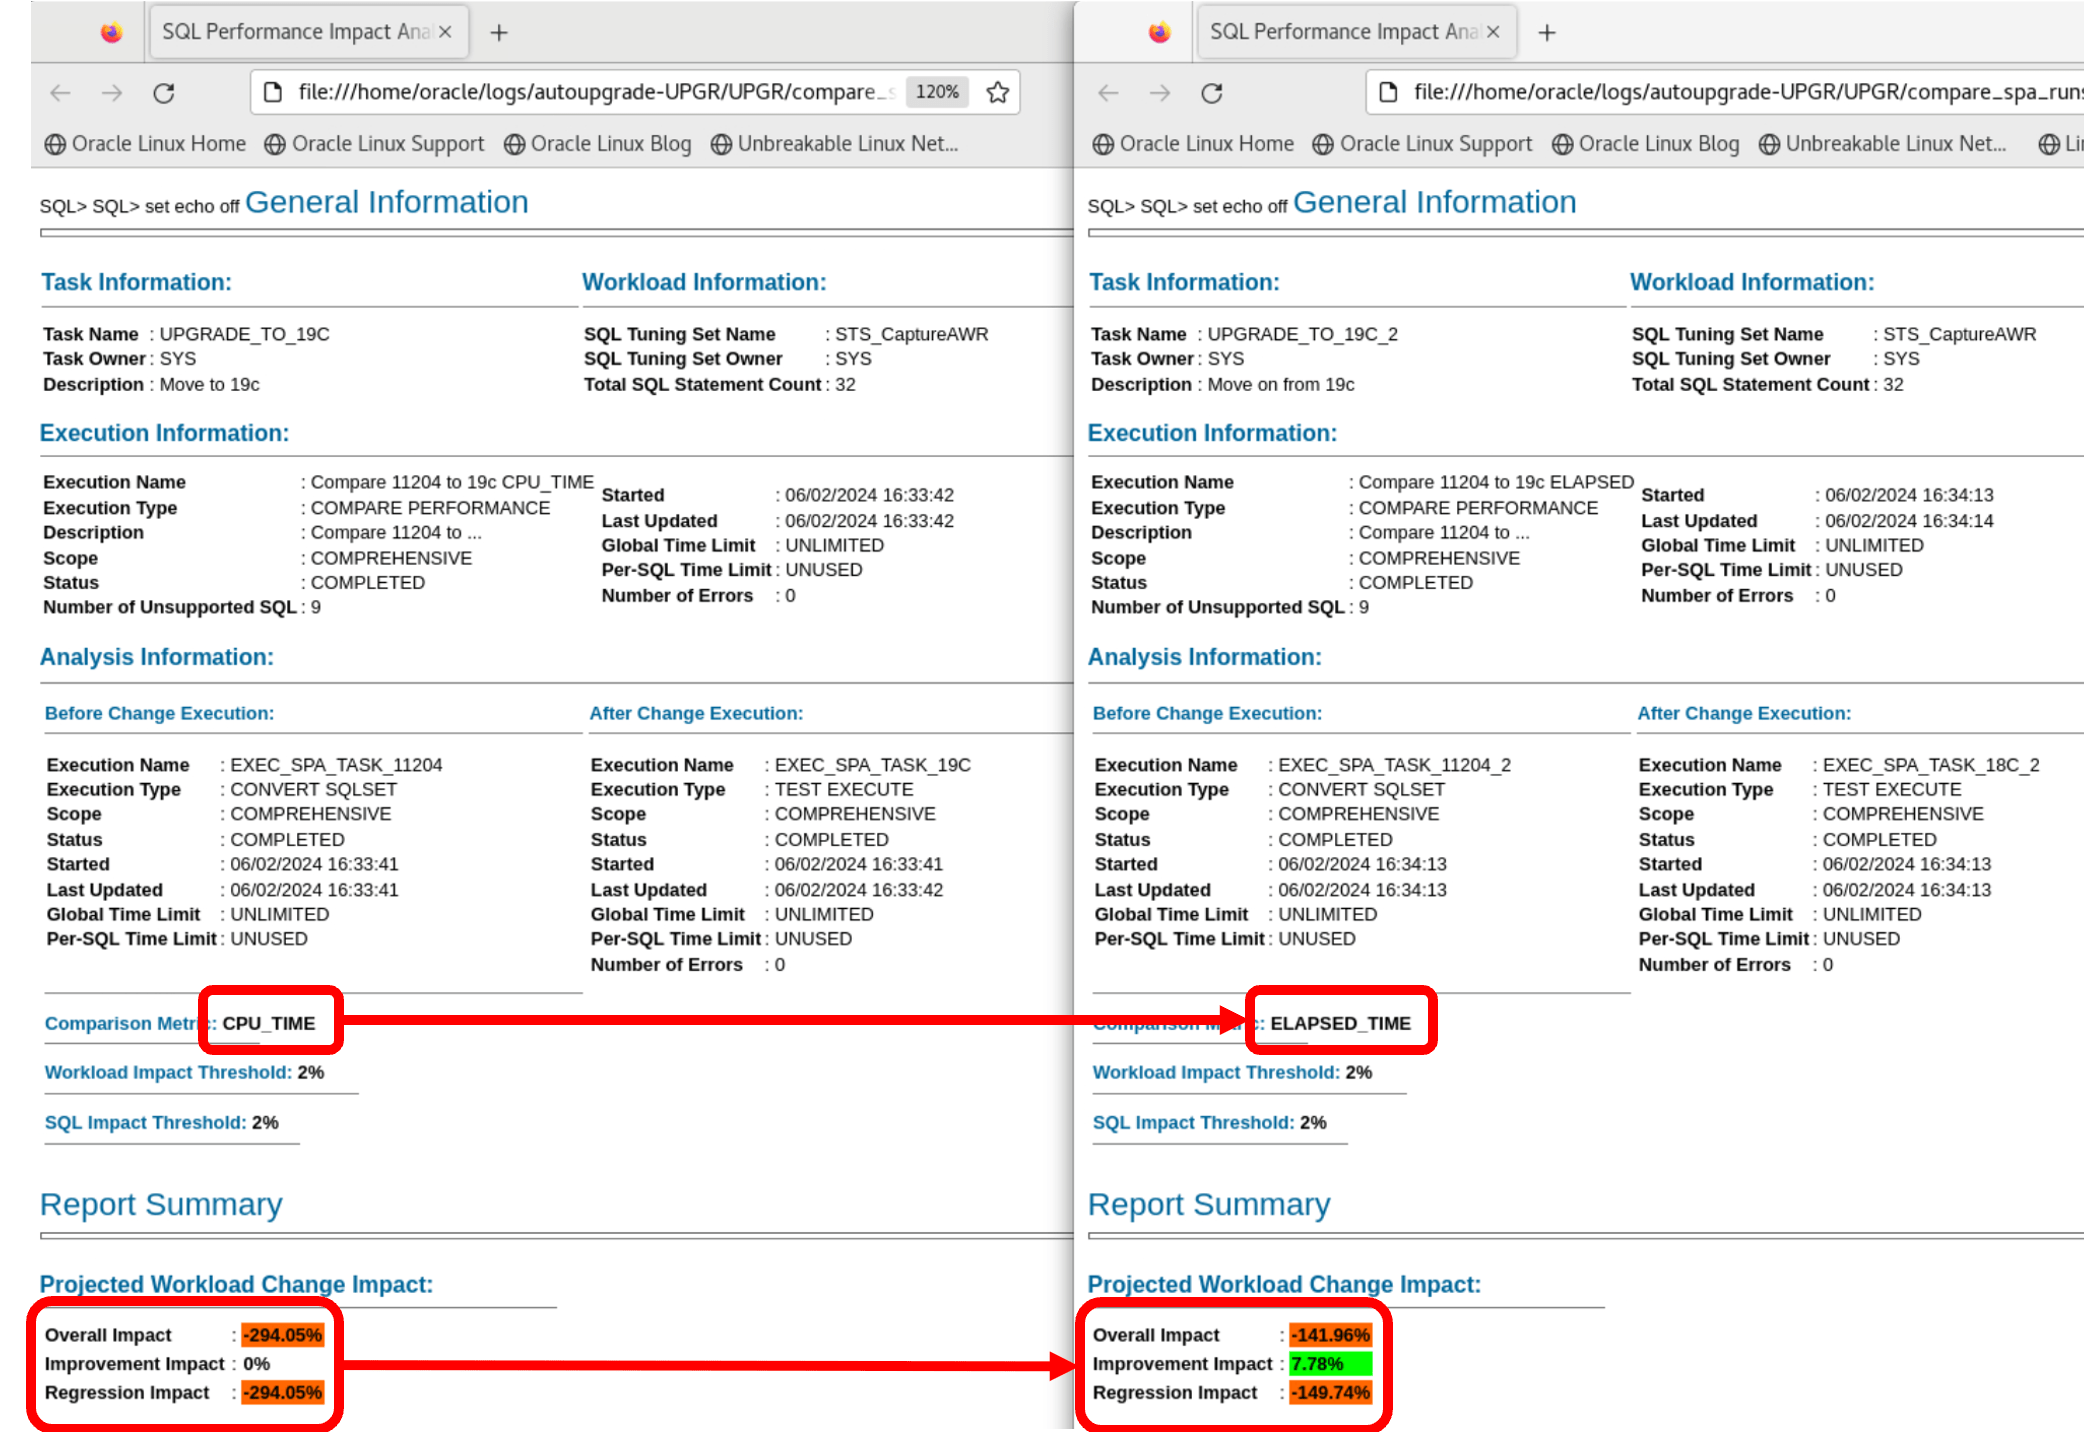 SQL Performance Impact Anal
file:///home/oracle/logs/autoupgrade-UPGR/UPGR/compare_s 120%
Oracle Linux Home Oracle Linux Support Oracle Linux Blog Unbreakable Linux Net...
SQL> SQL> set echo off General Information
Task Information: Workload Information:
Task Name : UPGRADE_TO_19C SQL Tuning Set Name : STS_CaptureAWR
Task Owner : SYS SQL Tuning Set Owner : SYS
Description : Move to 19c Total SQL Statement Count : 32
Execution Information:
Execution Name : Compare 11204 to 19c CPU_TIME Started : 06/02/2024 16:33:42
Execution Type : COMPARE PERFORMANCE Last Updated : 06/02/2024 16:33:42
Description : Compare 11204 to ... Global Time Limit : UNLIMITED
Scope : COMPREHENSIVE Per-SQL Time Limit : UNUSED
Status : COMPLETED Number of Errors : 0
Number of Unsupported SQL : 9
Analysis Information:
Before Change Execution: After Change Execution:
Execution Name : EXEC_SPA_TASK_11204 Execution Name : EXEC_SPA_TASK_19C
Execution Type : CONVERT SQLSET Execution Type : TEST EXECUTE
Scope : COMPREHENSIVE Scope : COMPREHENSIVE
Status : COMPLETED Status : COMPLETED
Started : 06/02/2024 16:33:41 Started : 06/02/2024 16:33:41
Last Updated : 06/02/2024 16:33:41 Last Updated : 06/02/2024 16:33:42
Global Time Limit : UNLIMITED Global Time Limit : UNLIMITED
Per-SQL Time Limit : UNUSED Per-SQL Time Limit : UNUSED
Number of Errors : 0
Comparison Metric: CPU_TIME
Workload Impact Threshold: 2%
SQL Impact Threshold: 2%
Report Summary
Projected Workload Change Impact:
Overall Impact : -294.05%
Improvement Impact : 0%
Regression Impact : -294.05%
SQL Performance Impact Anal
file:///home/oracle/logs/autoupgrade-UPGR/UPGR/compare_spa_runs
Oracle Linux Home Oracle Linux Support Oracle Linux Blog Unbreakable Linux Net...
SQL> SQL> set echo off General Information
Task Information: Workload Information:
Task Name : UPGRADE_TO_19C_2 SQL Tuning Set Name : STS_CaptureAWR
Task Owner : SYS SQL Tuning Set Owner : SYS
Description : Move on from 19c Total SQL Statement Count : 32
Execution Information:
Execution Name : Compare 11204 to 19c ELAPSED Started : 06/02/2024 16:34:13
Execution Type : COMPARE PERFORMANCE Last Updated : 06/02/2024 16:34:14
Description : Compare 11204 to ... Global Time Limit : UNLIMITED
Scope : COMPREHENSIVE Per-SQL Time Limit : UNUSED
Status : COMPLETED Number of Errors : 0
Number of Unsupported SQL : 9
Analysis Information:
Before Change Execution: After Change Execution:
Execution Name : EXEC_SPA_TASK_11204_2 Execution Name : EXEC_SPA_TASK_18C_2
Execution Type : CONVERT SQLSET Execution Type : TEST EXECUTE
Scope : COMPREHENSIVE Scope : COMPREHENSIVE
Status : COMPLETED Status : COMPLETED
Started : 06/02/2024 16:34:13 Started : 06/02/2024 16:34:13
Last Updated : 06/02/2024 16:34:13 Last Updated : 06/02/2024 16:34:13
Global Time Limit : UNLIMITED Global Time Limit : UNLIMITED
Per-SQL Time Limit : UNUSED Per-SQL Time Limit : UNUSED
Number of Errors : 0
Comparison Metric: ELAPSED_TIME
Workload Impact Threshold: 2%
SQL Impact Threshold: 2%
Report Summary
Projected Workload Change Impact:
Overall Impact : -141.96%
Improvement Impact : 7.78%
Regression Impact : -149.74%